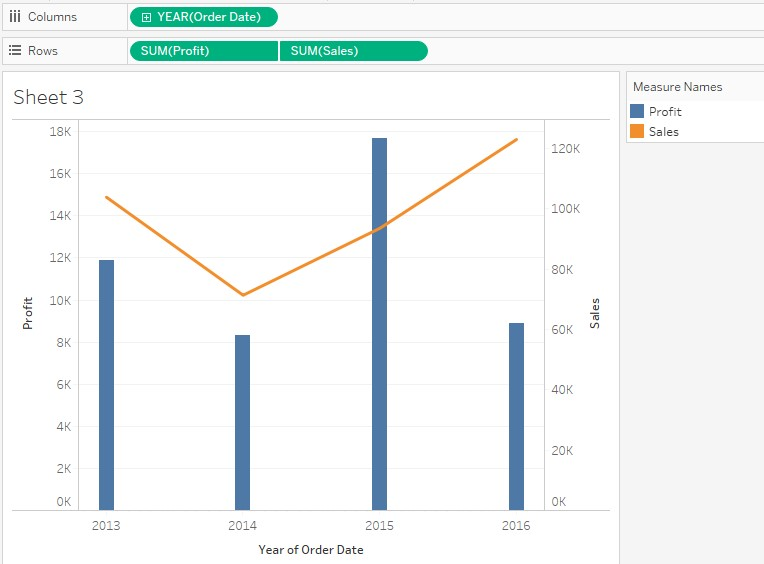 Columns
YEAR(Order Date)
Rows
SUM(Profit)
SUM(Sales)
Sheet 3
Measure Names
Profit
Sales
18K
16K
14K
12K
10K
8K
6K
4K
2K
0K
Profit
120K
100K
80K
60K
40K
20K
0K
Sales
2013
2014
2015
2016
Year of Order Date